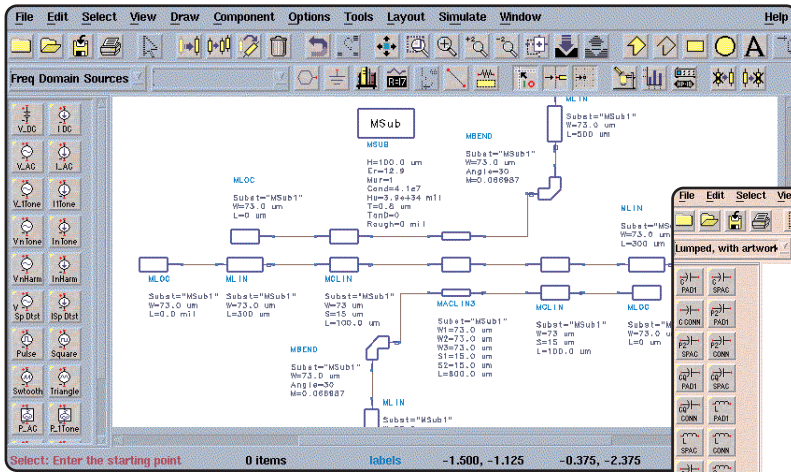 File Edit Select View Draw Component Options Tools Layout Simulate Window Help
Freq Domain Sources
V_DC I DC
V_AC I_AC
V_1Tone I1Tone
VnTone InTone
VnHarm InHarm
V SpDtst ISpDtst
Pulse Square
Swtooth Triangle
P_AC P_1Tone
MSub
MSUB
H=100.0 um
Er=12.9
Mur=1
Cond=4.1e7
Hu=3.9e+34 mil
T=0.6 um
TanD=0
Rough=0 mil
MLIN
Subst="MSub1"
W=73.0 um
L=500 um
MBEND
Subst="MSub1"
W=73.0 um
Angle=30
M=0.066987
MLOC
Subst="MSub1"
W=73.0 um
L=0 um
MLIN
Subst="MSub1"
W=73.0 um
L=300 um
MLOC
Subst="MSub1"
W=73.0 um
L=0.0 mil
MLIN
Subst="MSub1"
W=73.0 um
L=300 um
MCLIN
Subst="MSub1"
W=73 um
S=15 um
L=100.0 um
MACLIN3
Subst="MSub1"
W1=73.0 um
W2=73.0 um
W3=73.0 um
S1=15.0 um
S2=15.0 um
L=800.0 um
MCLIN
Subst="MSub1"
W=73 um
S=15 um
L=100.0 um
MLOC
Subst="MSub1"
W=73.0 um
L=0 um
MBEND
Subst="MSub1"
W=73.0 um
Angle=30
M=0.066987
MLIN
Subst="MSub1"
Select: Enter the starting point 0 items labels -1.500, -1.125 -0.375, -2.375
File Edit Select
Lumped, with artwork
PAD1 SPAC
C CONN PAD1
SPAC CONN
PAD1 SPAC
CONN PAD1
SPAC CONN